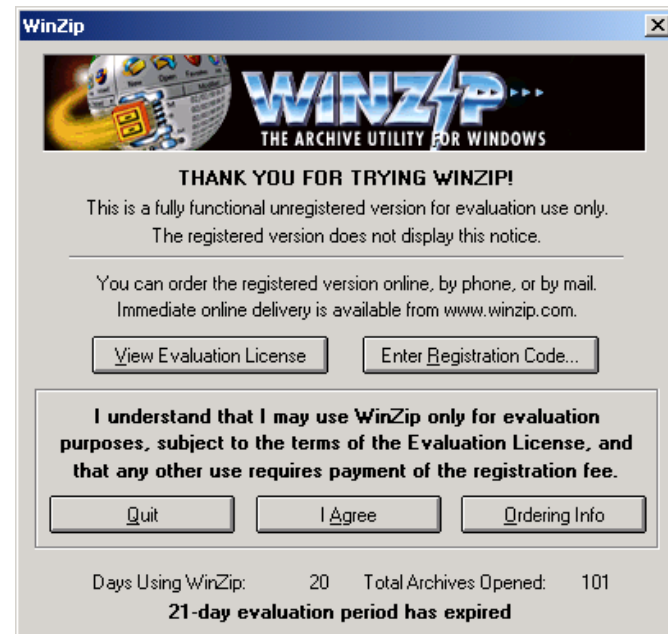 WinZip
WINZIP
THE ARCHIVE UTILITY FOR WINDOWS
THANK YOU FOR TRYING WINZIP!
This is a fully functional unregistered version for evaluation use only.
The registered version does not display this notice.
You can order the registered version online, by phone, or by mail.
Immediate online delivery is available from www.winzip.com.
View Evaluation License Enter Registration Code...
I understand that I may use WinZip only for evaluation
purposes, subject to the terms of the Evaluation License, and
that any other use requires payment of the registration fee.
Quit I Agree Ordering Info
Days Using WinZip: 20 Total Archives Opened: 101
21-day evaluation period has expired